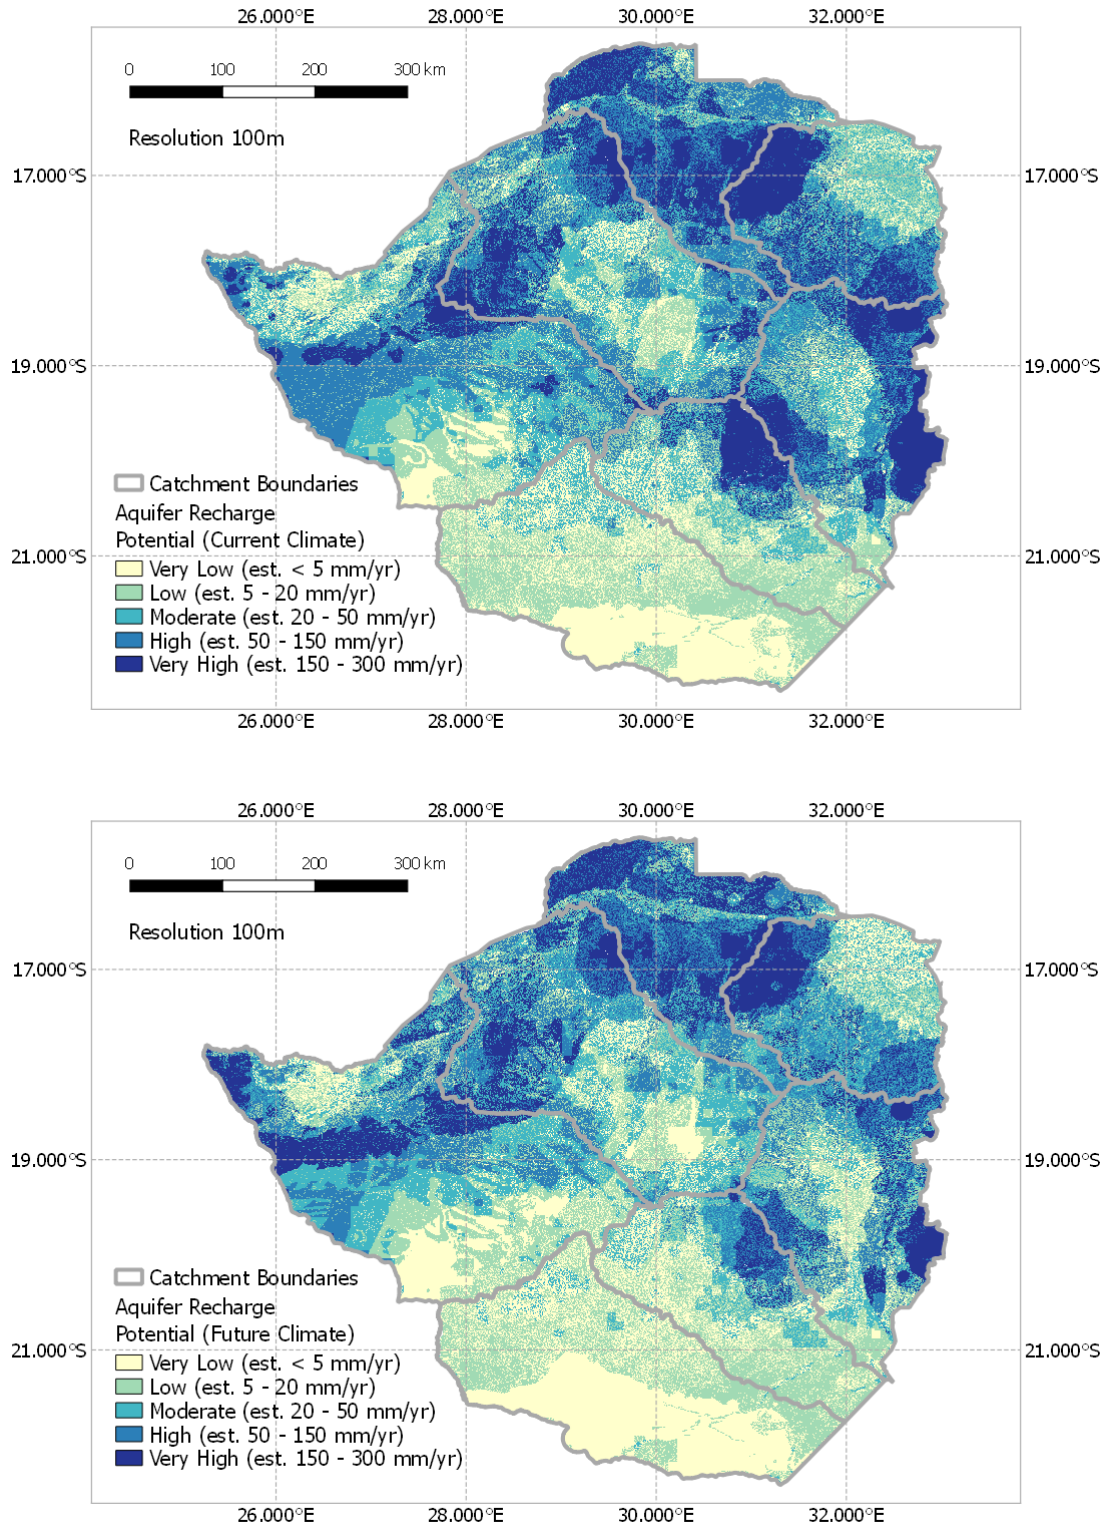 26.000°E 28.000°E 30.000°E 32.000°E
0 100 200 300 km
Resolution 100m
17.000°S 17.000°S
19.000°S 19.000°S
Catchment Boundaries
Aquifer Recharge
Potential (Current Climate)
21.000°S 21.000°S
Very Low (est. < 5 mm/yr)
Low (est. 5 - 20 mm/yr)
Moderate (est. 20 - 50 mm/yr)
High (est. 50 - 150 mm/yr)
Very High (est. 150 - 300 mm/yr)
26.000°E 28.000°E 30.000°E 32.000°E
26.000°E 28.000°E 30.000°E 32.000°E
0 100 200 300 km
Resolution 100m
17.000°S 17.000°S
19.000°S 19.000°S
Catchment Boundaries
Aquifer Recharge
Potential (Future Climate)
21.000°S 21.000°S
Very Low (est. < 5 mm/yr)
Low (est. 5 - 20 mm/yr)
Moderate (est. 20 - 50 mm/yr)
High (est. 50 - 150 mm/yr)
Very High (est. 150 - 300 mm/yr)
26.000°E 28.000°E 30.000°E 32.000°E